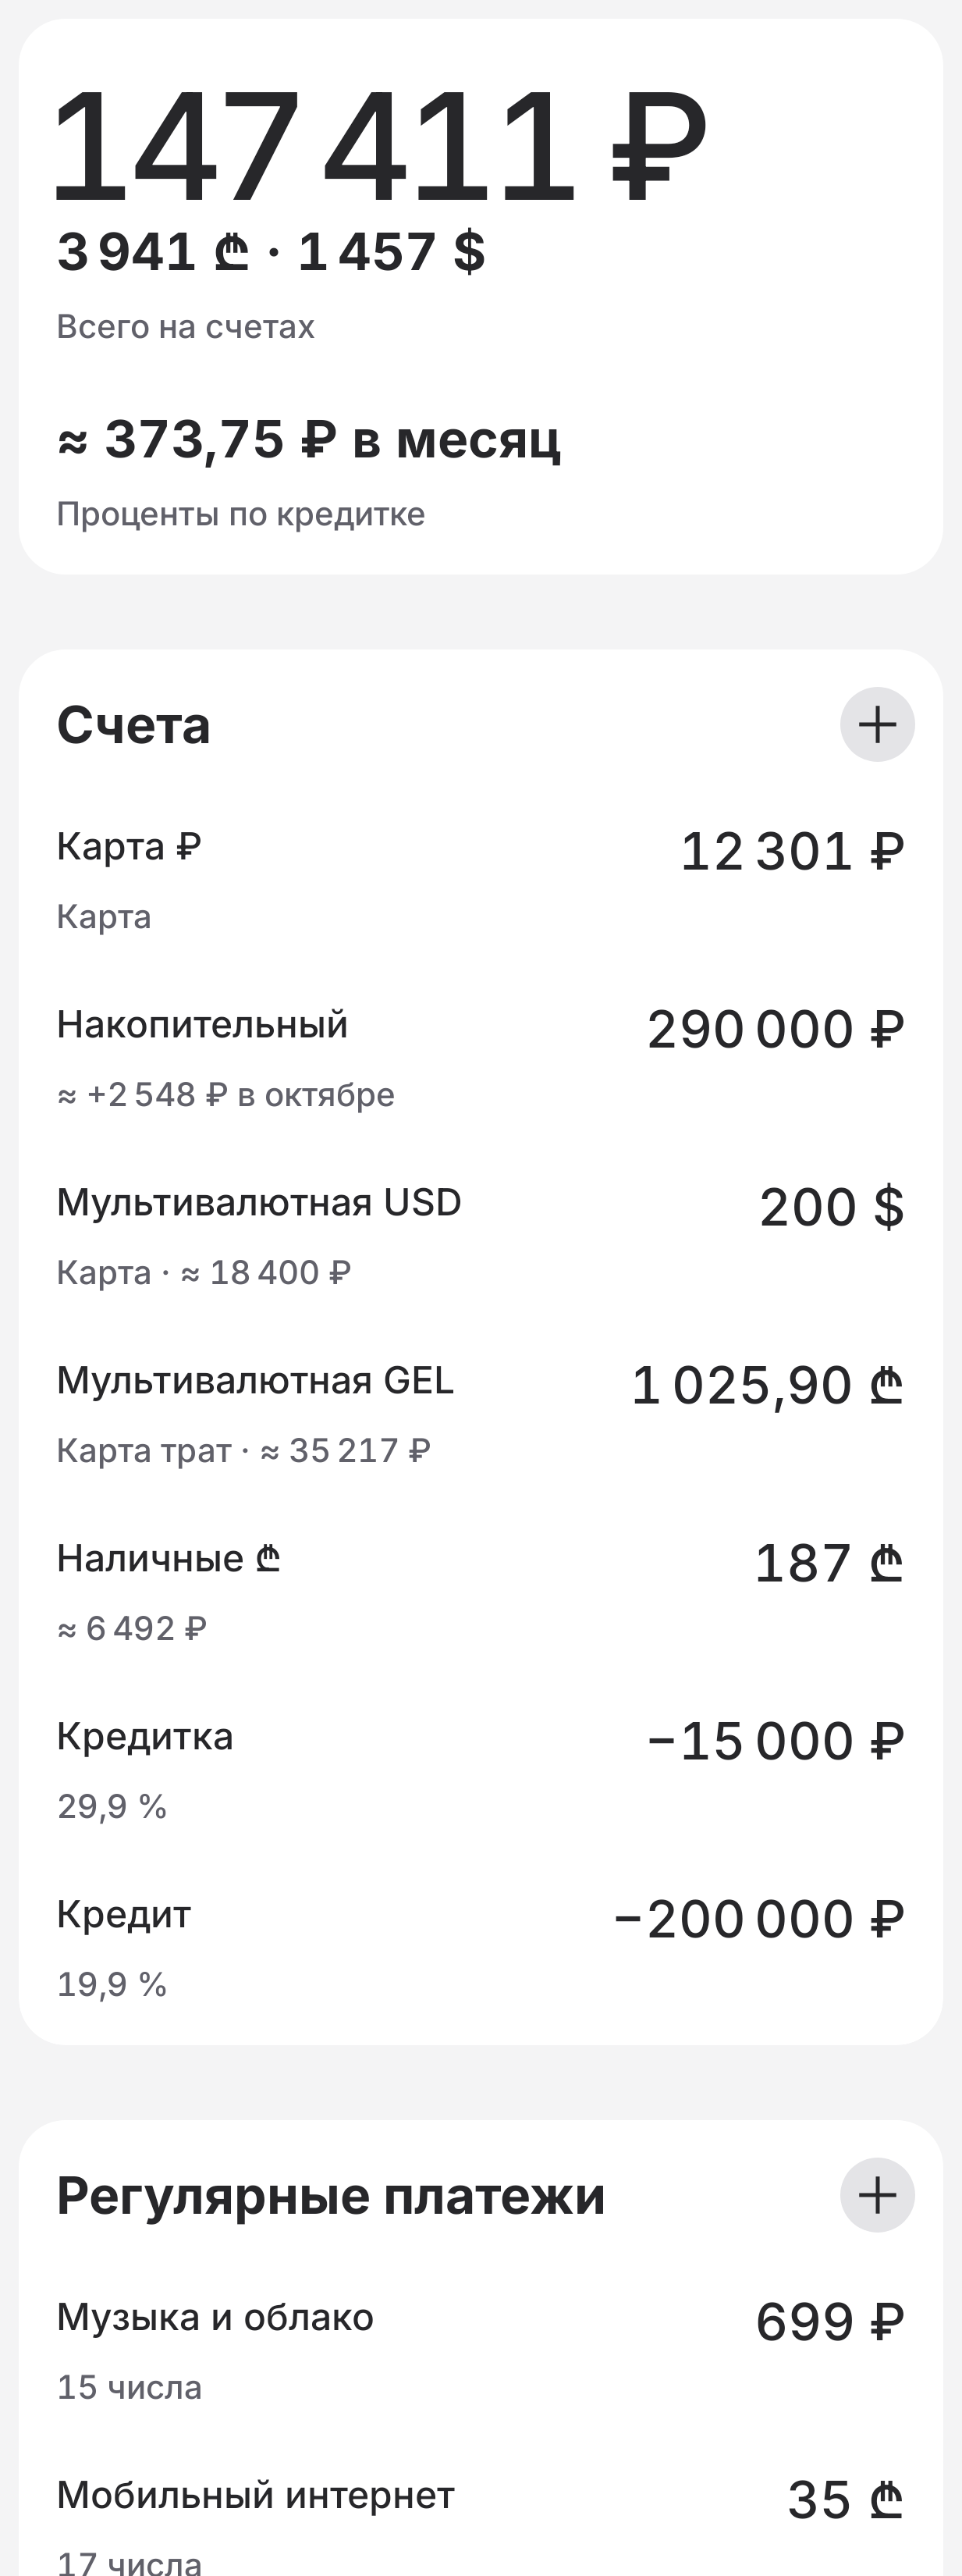 147 411 ₽
3 941 ₾ · 1 457 $
Всего на счетах
≈ 373,75 ₽ в месяц
Проценты по кредитке
Счета
Карта ₽
12 301 ₽
Карта
Накопительный
290 000 ₽
≈ +2 548 ₽ в октябре
Мультивалютная USD
200 $
Карта · ≈ 18 400 ₽
Мультивалютная GEL
1 025,90 ₾
Карта трат · ≈ 35 217 ₽
Наличные ₾
187 ₾
≈ 6 492 ₽
Кредитка
−15 000 ₽
29,9 %
Кредит
−200 000 ₽
19,9 %
Регулярные платежи
Музыка и облако
699 ₽
15 числа
Мобильный интернет
35 ₾
17 числа